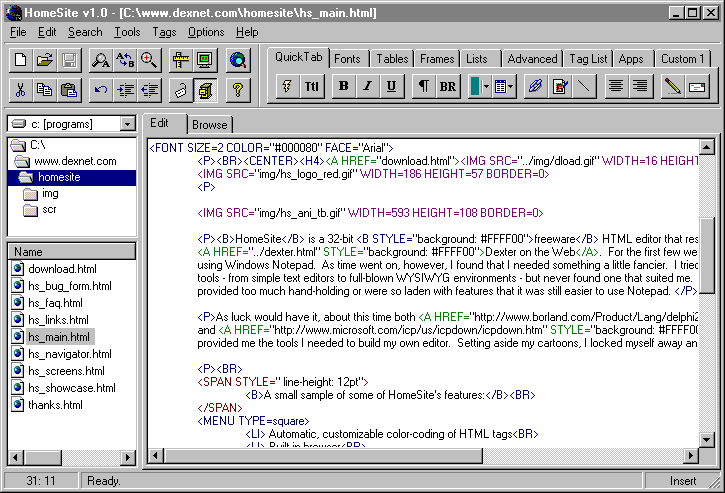 HomeSite v1.0 - [C:\www.dexnet.com\homesite\hs_main.html]
File Edit Search Tools Tags Options Help
QuickTab Fonts Tables Frames Lists Advanced Tag List Apps Custom 1
Ttl B I U ¶ BR
c: [programs]
C:\
www.dexnet.com
homesite
img
scr
Name
download.html
hs_bug_form.html
hs_faq.html
hs_links.html
hs_main.html
hs_navigator.html
hs_screens.html
hs_showcase.html
thanks.html
Edit Browse
<FONT SIZE=2 COLOR="#000080" FACE="Arial">
<P><BR><CENTER><H4><A HREF="download.html"><IMG SRC="../img/dload.gif" WIDTH=16 HEIGHT
<IMG SRC="img/hs_logo_red.gif" WIDTH=186 HEIGHT=57 BORDER=0>
<P>
<IMG SRC="img/hs_ani_tb.gif" WIDTH=593 HEIGHT=108 BORDER=0>
<P><B>HomeSite</B> is a 32-bit <B STYLE="background: #FFFF00">freeware</B> HTML editor that res
<A HREF="../dexter.html" STYLE="background: #FFFF00">Dexter on the Web</A>. For the first few we
using Windows Notepad. As time went on, however, I found that I needed something a little fancier. I tried
tools - from simple text editors to full-blown WYSIWYG environments - but never found one that suited me.
provided too much hand-holding or were so laden with features that it was still easier to use Notepad. </P>
<P>As luck would have it, about this time both <A HREF="http://www.borland.com/Product/Lang/delphi2
and <A HREF="http://www.microsoft.com/icp/us/icpdown/icpdown.htm" STYLE="background: #FFFF00
provided me the tools I needed to build my own editor. Setting aside my cartoons, I locked myself away an
<P><BR>
<SPAN STYLE=" line-height: 12pt">
<B>A small sample of some of HomeSite's features:</B><BR>
</SPAN>
<MENU TYPE=square>
<LI> Automatic, customizable color-coding of HTML tags<BR>
<LI> Built-in browser<BR>
31: 11 Ready. Insert